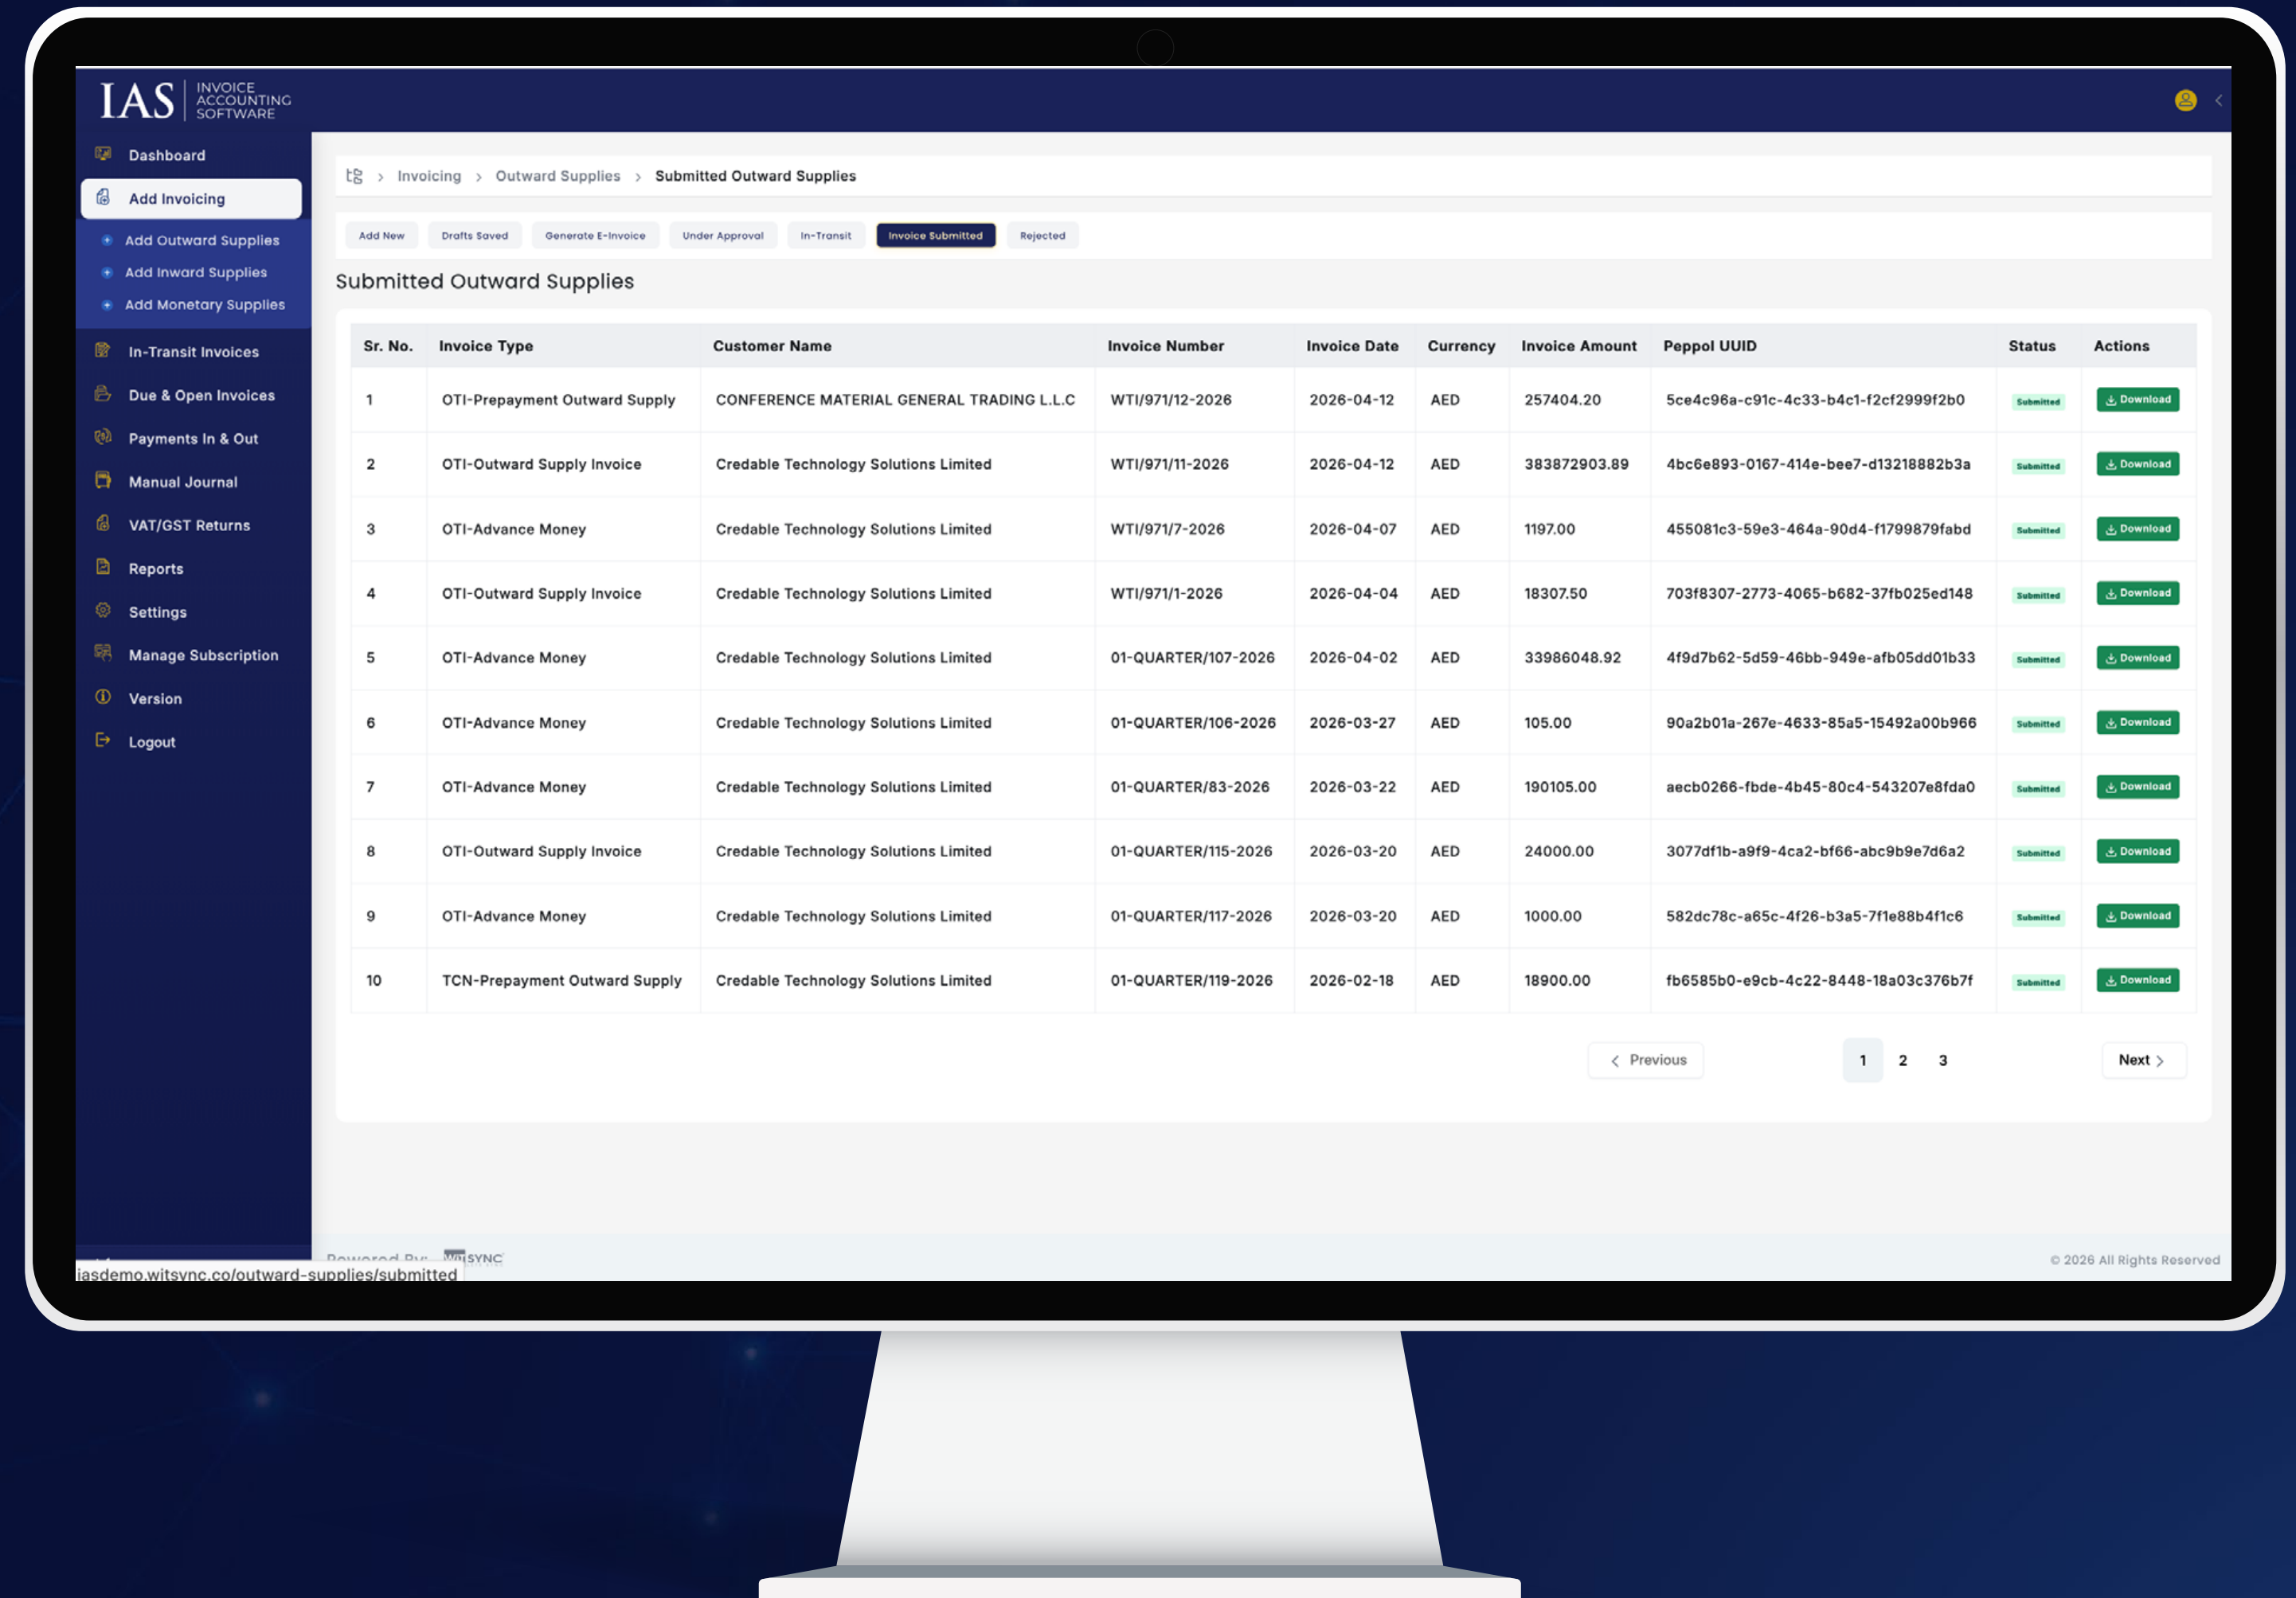 IAS
INVOICE
ACCOUNTING
SOFTWARE
Dashboard
Add Invoicing
Add Outward Supplies
Add Inward Supplies
Add Monetary Supplies
In-Transit Invoices
Due & Open Invoices
Payments In & Out
Manual Journal
VAT/GST Returns
Reports
Settings
Manage Subscription
Version
Logout
> Invoicing > Outward Supplies > Submitted Outward Supplies
Add New Drafts Saved Generate E-Invoice Under Approval In-Transit Invoice Submitted Rejected
Submitted Outward Supplies
Sr. No. Invoice Type Customer Name Invoice Number Invoice Date Currency Invoice Amount Peppol UUID Status Actions
1 OTI-Prepayment Outward Supply CONFERENCE MATERIAL GENERAL TRADING L.L.C WTI/971/12-2026 2026-04-12 AED 257404.20 5ce4c96a-c91c-4c33-b4c1-f2cf2999f2b0 Submitted Download
2 OTI-Outward Supply Invoice Credable Technology Solutions Limited WTI/971/11-2026 2026-04-12 AED 383872903.89 4bc6e893-0167-414e-bee7-d13218882b3a Submitted Download
3 OTI-Advance Money Credable Technology Solutions Limited WTI/971/7-2026 2026-04-07 AED 1197.00 455081c3-59e3-464a-90d4-f1799879fabd Submitted Download
4 OTI-Outward Supply Invoice Credable Technology Solutions Limited WTI/971/1-2026 2026-04-04 AED 18307.50 703f8307-2773-4065-b682-37fb025ed148 Submitted Download
5 OTI-Advance Money Credable Technology Solutions Limited 01-QUARTER/107-2026 2026-04-02 AED 33986048.92 4f9d7b62-5d59-46bb-949e-afb05dd01b33 Submitted Download
6 OTI-Advance Money Credable Technology Solutions Limited 01-QUARTER/106-2026 2026-03-27 AED 105.00 90a2b01a-267e-4633-85a5-15492a00b966 Submitted Download
7 OTI-Advance Money Credable Technology Solutions Limited 01-QUARTER/83-2026 2026-03-22 AED 190105.00 aecb0266-fbde-4b45-80c4-543207e8fda0 Submitted Download
8 OTI-Outward Supply Invoice Credable Technology Solutions Limited 01-QUARTER/115-2026 2026-03-20 AED 24000.00 3077df1b-a9f9-4ca2-bf66-abc9b9e7d6a2 Submitted Download
9 OTI-Advance Money Credable Technology Solutions Limited 01-QUARTER/117-2026 2026-03-20 AED 1000.00 582dc78c-a65c-4f26-b3a5-7f1e88b4f1c6 Submitted Download
10 TCN-Prepayment Outward Supply Credable Technology Solutions Limited 01-QUARTER/119-2026 2026-02-18 AED 18900.00 fb6585b0-e9cb-4c22-8448-18a03c376b7f Submitted Download
< Previous 1 2 3 Next >
Powered By: WITSYNC
© 2026 All Rights Reserved
iasdemo.witsync.co/outward-supplies/submitted